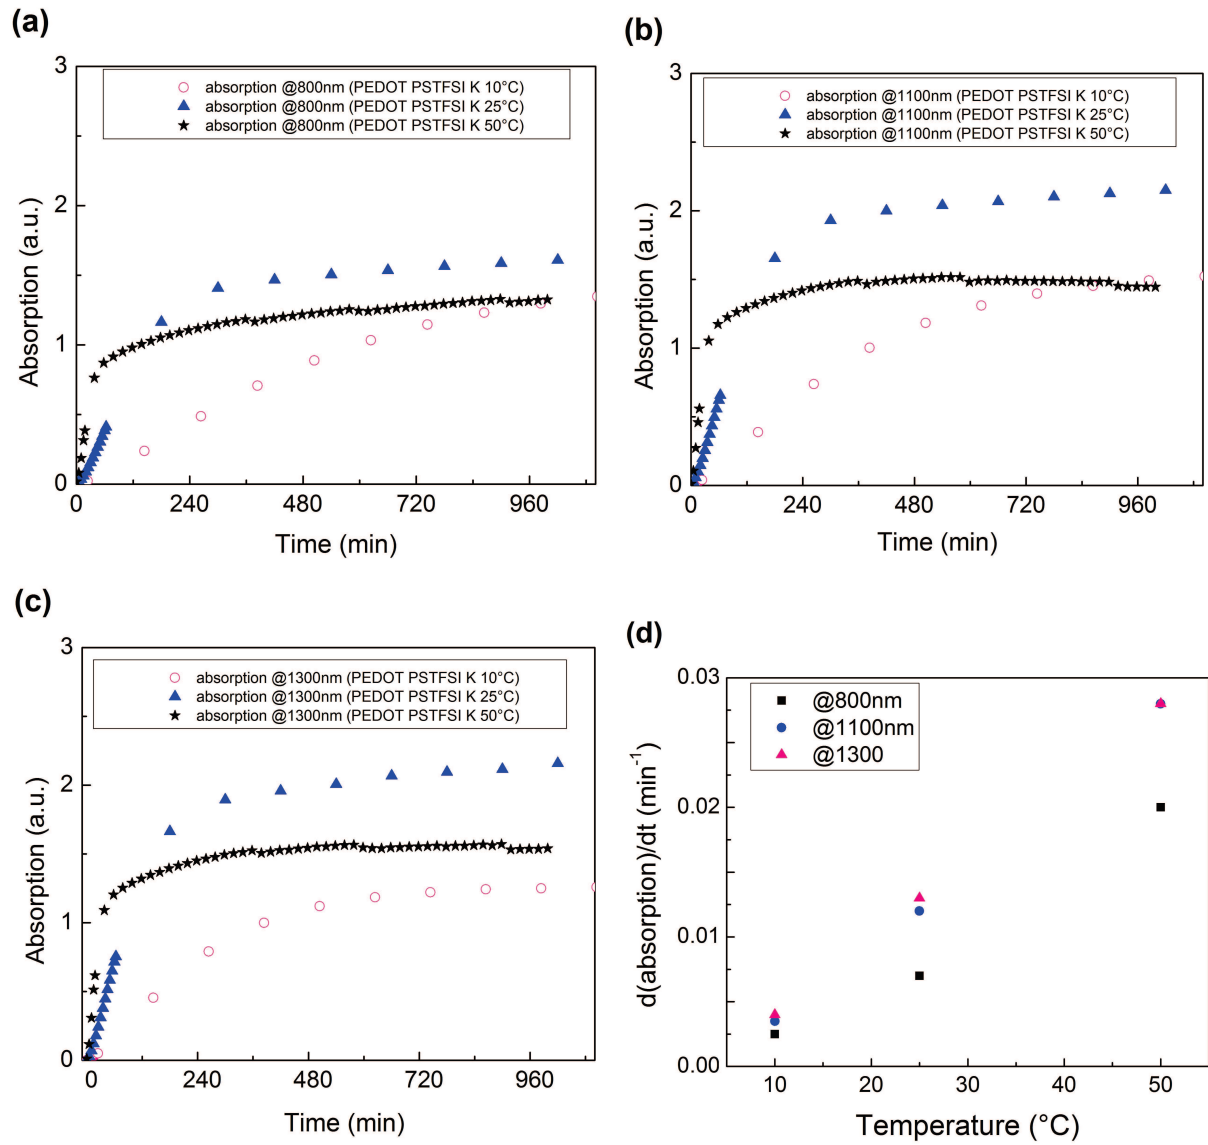 (a)
3
absorption @800nm (PEDOT PSTFSI K 10°C)
absorption @800nm (PEDOT PSTFSI K 25°C)
absorption @800nm (PEDOT PSTFSI K 50°C)
2
1
0
Absorption (a.u.)
0 240 480 720 960
Time (min)
(b)
3
absorption @1100nm (PEDOT PSTFSI K 10°C)
absorption @1100nm (PEDOT PSTFSI K 25°C)
absorption @1100nm (PEDOT PSTFSI K 50°C)
2
1
0
Absorption (a.u.)
0 240 480 720 960
Time (min)
(c)
3
absorption @1300nm (PEDOT PSTFSI K 10°C)
absorption @1300nm (PEDOT PSTFSI K 25°C)
absorption @1300nm (PEDOT PSTFSI K 50°C)
2
1
0
Absorption (a.u.)
0 240 480 720 960
Time (min)
(d)
0.03
@800nm
@1100nm
@1300
0.02
0.01
0.00
d(absorption)/dt (min⁻¹)
10 20 30 40 50
Temperature (°C)